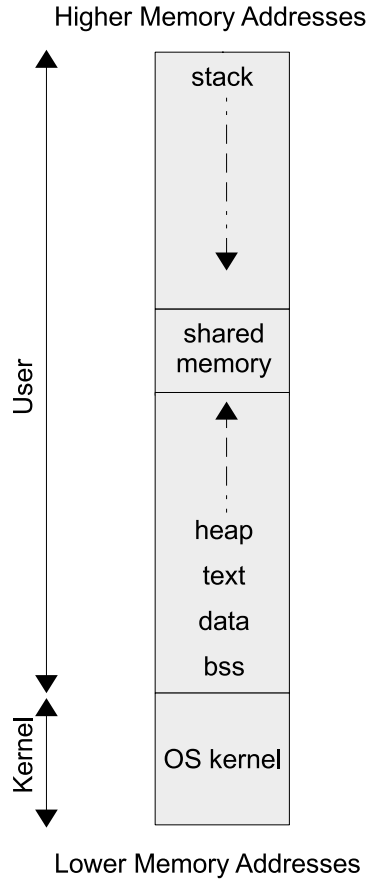 Higher Memory Addresses
stack
shared
memory
User
heap
text
data
bss
Kernel
OS kernel
Lower Memory Addresses